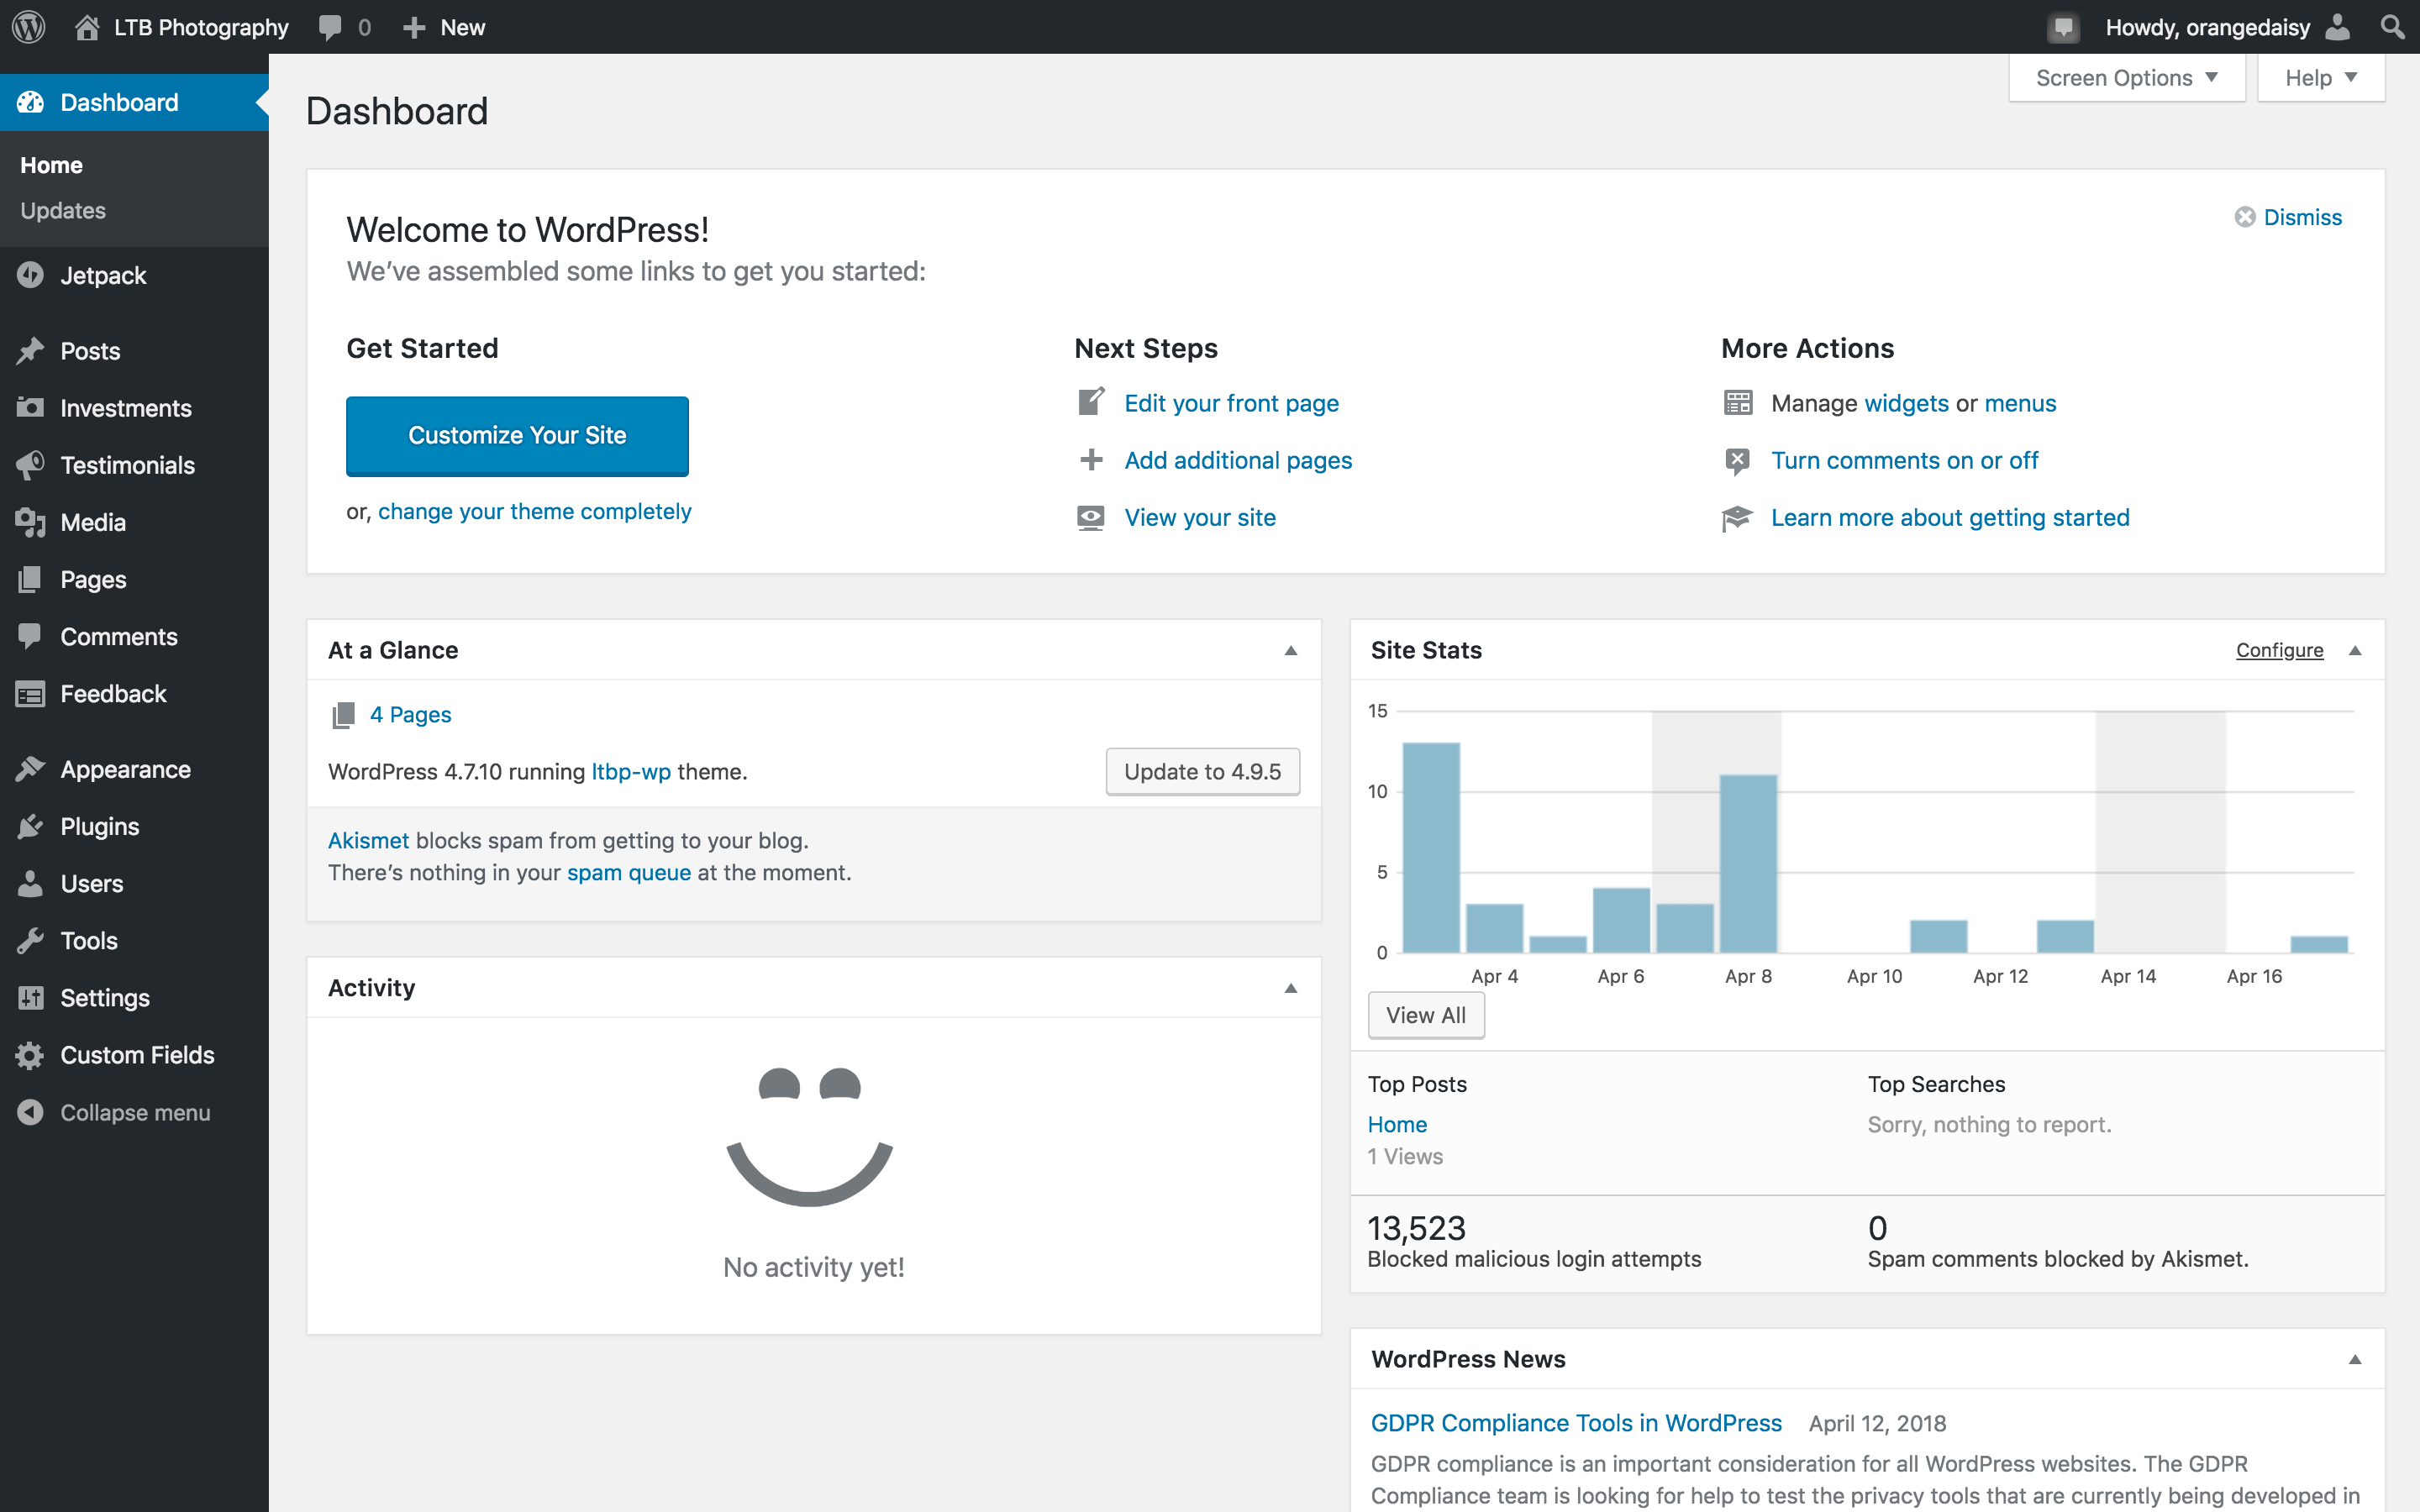 LTB Photography
0
New
Howdy, orangedaisy
Dashboard
Home
Updates
Jetpack
Posts
Investments
Testimonials
Media
Pages
Comments
Feedback
Appearance
Plugins
Users
Tools
Settings
Custom Fields
Collapse menu
Screen Options ▼
Help ▼
Dashboard
Welcome to WordPress!
Dismiss
We’ve assembled some links to get you started:
Get Started
Customize Your Site
or, change your theme completely
Next Steps
Edit your front page
Add additional pages
View your site
More Actions
Manage widgets or menus
Turn comments on or off
Learn more about getting started
At a Glance
4 Pages
WordPress 4.7.10 running ltbp-wp theme.
Update to 4.9.5
Akismet blocks spam from getting to your blog.
There’s nothing in your spam queue at the moment.
Activity
No activity yet!
Site Stats
Configure
15
10
5
0
Apr 4 Apr 6 Apr 8 Apr 10 Apr 12 Apr 14 Apr 16
View All
Top Posts
Home
1 Views
Top Searches
Sorry, nothing to report.
13,523
Blocked malicious login attempts
0
Spam comments blocked by Akismet.
WordPress News
GDPR Compliance Tools in WordPress April 12, 2018
GDPR compliance is an important consideration for all WordPress websites. The GDPR
Compliance team is looking for help to test the privacy tools that are currently being developed in